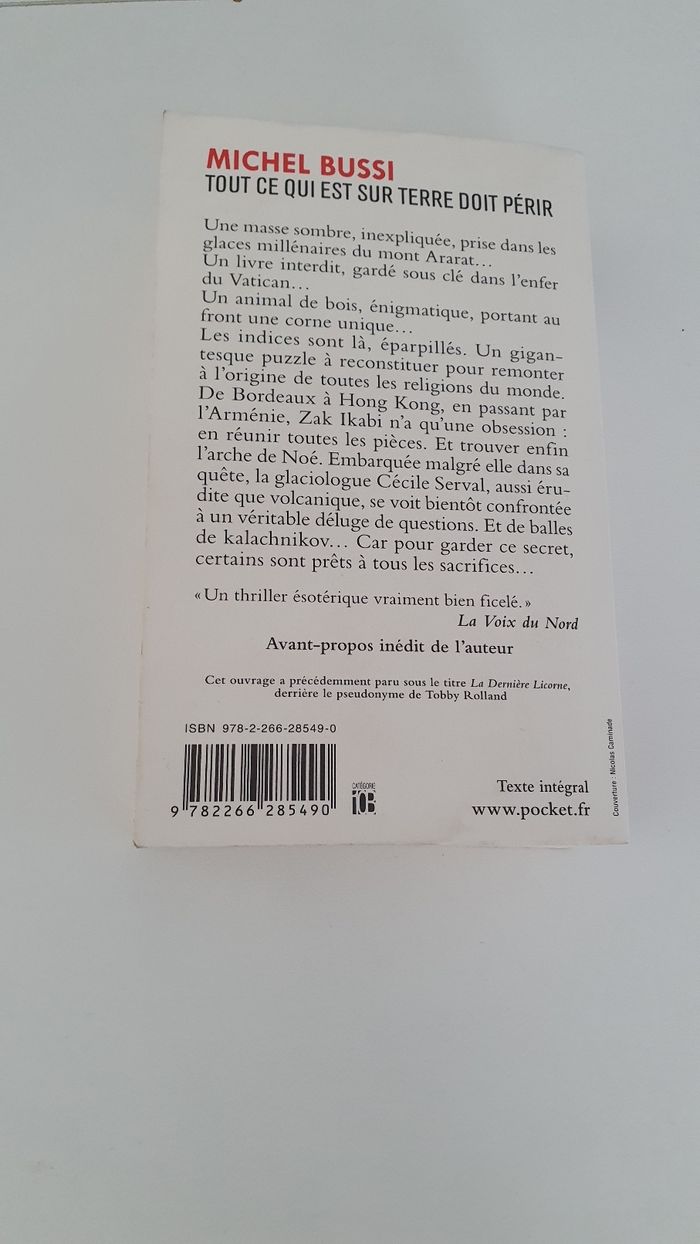 MICHEL BUSSI
TOUT CE QUI EST SUR TERRE DOIT PÉRIR
Une masse sombre, inexpliquée, prise dans les
glaces millénaires du mont Ararat…
Un livre interdit, gardé sous clé dans l'enfer
du Vatican…
Un animal de bois, énigmatique, portant au
front une corne unique…
Les indices sont là, éparpillés. Un gigan-
tesque puzzle à reconstituer pour remonter
à l'origine de toutes les religions du monde.
De Bordeaux à Hong Kong, en passant par
l'Arménie, Zak Ikabi n'a qu'une obsession :
en réunir toutes les pièces. Et trouver enfin
l'arche de Noé. Embarquée malgré elle dans sa
quête, la glaciologue Cécile Serval, aussi éru-
dite que volcanique, se voit bientôt confrontée
à un véritable déluge de questions. Et de balles
de kalachnikov… Car pour garder ce secret,
certains sont prêts à tous les sacrifices…
« Un thriller ésotérique vraiment bien ficelé. »
La Voix du Nord
Avant-propos inédit de l'auteur
Cet ouvrage a précédemment paru sous le titre La Dernière Licorne,
derrière le pseudonyme de Tobby Rolland
ISBN 978-2-266-28549-0
9 782266 285490
CATÉGORIE
10B
Texte intégral
www.pocket.fr
Couverture : Nicolas Caminade